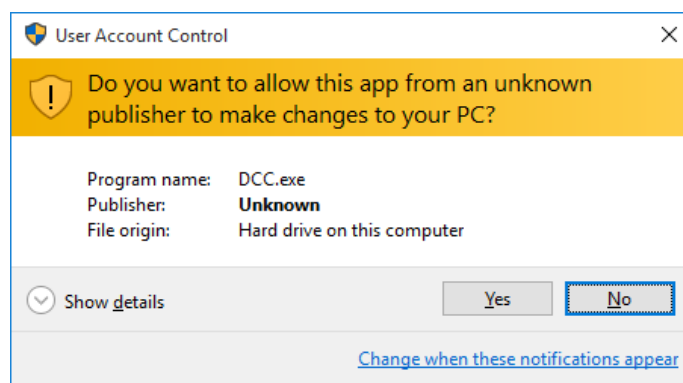 User Account Control
Do you want to allow this app from an unknown
publisher to make changes to your PC?
Program name: DCC.exe
Publisher: Unknown
File origin: Hard drive on this computer
Show details Yes No
Change when these notifications appear